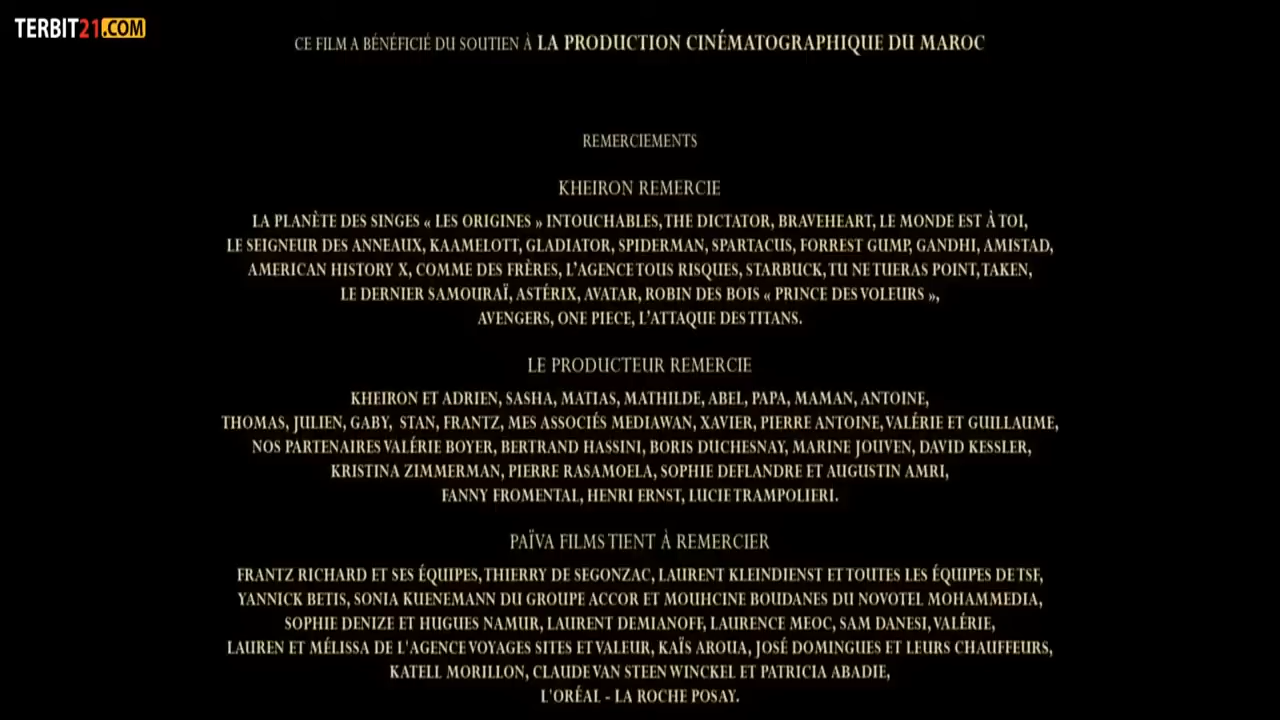 TERBIT21.COM
CE FILM A BÉNÉFICIÉ DU SOUTIEN À LA PRODUCTION CINÉMATOGRAPHIQUE DU MAROC
REMERCIEMENTS
KHEIRON REMERCIE
LA PLANÈTE DES SINGES « LES ORIGINES » INTOUCHABLES, THE DICTATOR, BRAVEHEART, LE MONDE EST À TOI,
LE SEIGNEUR DES ANNEAUX, KAAMELOTT, GLADIATOR, SPIDERMAN, SPARTACUS, FORREST GUMP, GANDHI, AMISTAD,
AMERICAN HISTORY X, COMME DES FRÈRES, L'AGENCE TOUS RISQUES, STARBUCK, TU NE TUERAS POINT, TAKEN,
LE DERNIER SAMOURAÏ, ASTÉRIX, AVATAR, ROBIN DES BOIS « PRINCE DES VOLEURS »,
AVENGERS, ONE PIECE, L'ATTAQUE DES TITANS.
LE PRODUCTEUR REMERCIE
KHEIRON ET ADRIEN, SASHA, MATIAS, MATHILDE, ABEL, PAPA, MAMAN, ANTOINE,
THOMAS, JULIEN, GABY, STAN, FRANTZ, MES ASSOCIÉS MEDIAWAN, XAVIER, PIERRE ANTOINE, VALÉRIE ET GUILLAUME,
NOS PARTENAIRES VALÉRIE BOYER, BERTRAND HASSINI, BORIS DUCHESNAY, MARINE JOUVEN, DAVID KESSLER,
KRISTINA ZIMMERMAN, PIERRE RASAMOELA, SOPHIE DEFLANDRE ET AUGUSTIN AMRI,
FANNY FROMENTAL, HENRI ERNST, LUCIE TRAMPOLIERI.
PAÏVA FILMS TIENT À REMERCIER
FRANTZ RICHARD ET SES ÉQUIPES, THIERRY DE SEGONZAC, LAURENT KLEINDIENST ET TOUTES LES ÉQUIPES DE TSF,
YANNICK BETIS, SONIA KUENEMANN DU GROUPE ACCOR ET MOUHCINE BOUDANES DU NOVOTEL MOHAMMEDIA,
SOPHIE DENIZE ET HUGUES NAMUR, LAURENT DEMIANOFF, LAURENCE MEOC, SAM DANESI, VALÉRIE,
LAUREN ET MÉLISSA DE L'AGENCE VOYAGES SITES ET VALEUR, KAÏS AROUA, JOSÉ DOMINGUES ET LEURS CHAUFFEURS,
KATELL MORILLON, CLAUDE VAN STEEN WINCKEL ET PATRICIA ABADIE,
L'ORÉAL - LA ROCHE POSAY.